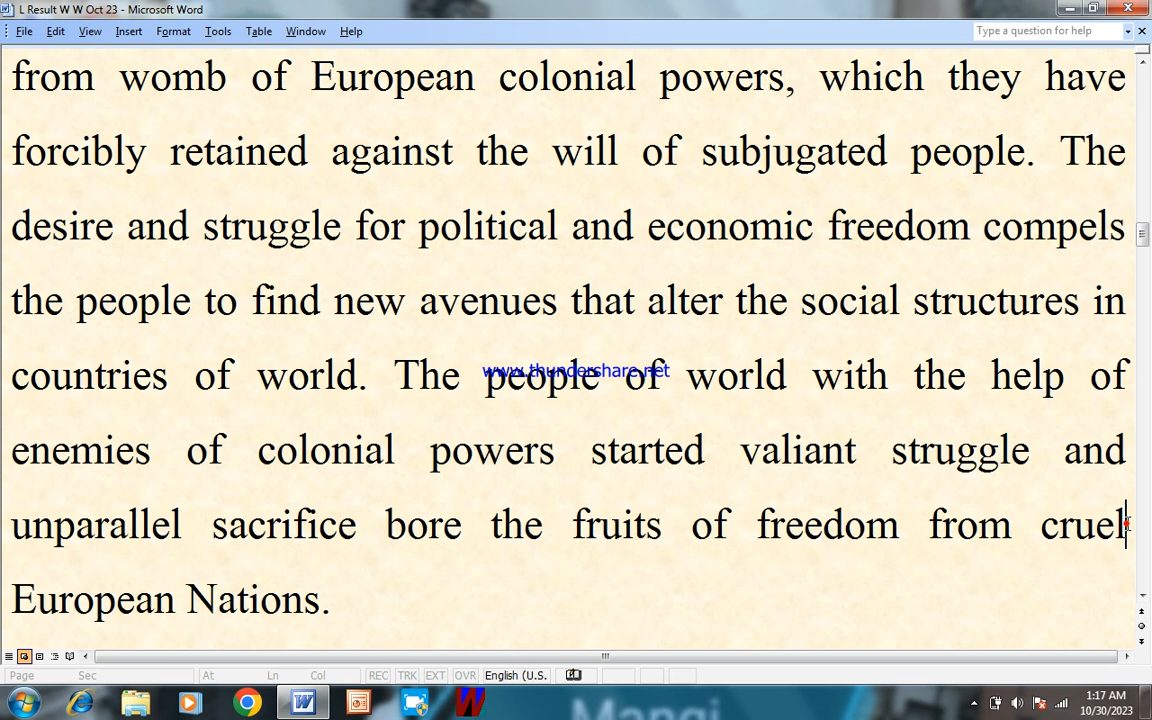 L Result W W Oct 23 - Microsoft Word
File Edit View Insert Format Tools Table Window Help
Type a question for help
from womb of European colonial powers, which they have
forcibly retained against the will of subjugated people. The
desire and struggle for political and economic freedom compels
the people to find new avenues that alter the social structures in
countries of world. The people of world with the help of
www.thundershare.net
enemies of colonial powers started valiant struggle and
unparallel sacrifice bore the fruits of freedom from cruel
European Nations.
Page Sec At Ln Col REC TRK EXT OVR English (U.S.
Mangi
1:17 AM
10/30/2023